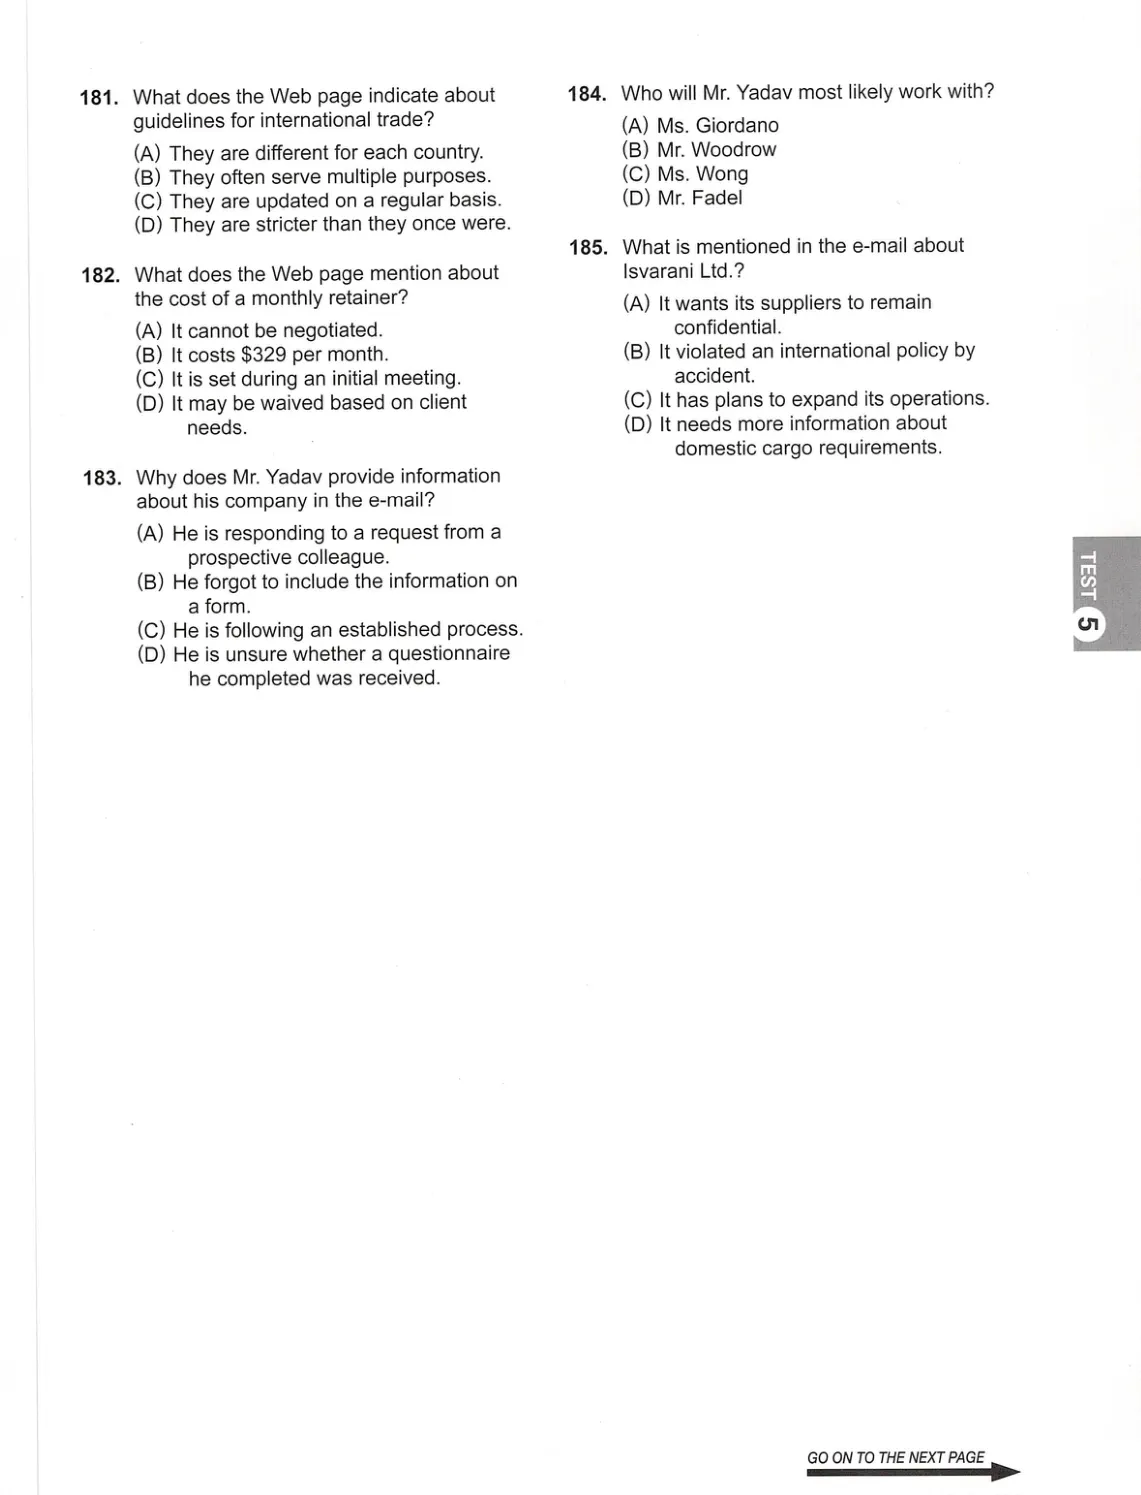 181. What does the Web page indicate about
guidelines for international trade?
(A) They are different for each country.
(B) They often serve multiple purposes.
(C) They are updated on a regular basis.
(D) They are stricter than they once were.
182. What does the Web page mention about
the cost of a monthly retainer?
(A) It cannot be negotiated.
(B) It costs $329 per month.
(C) It is set during an initial meeting.
(D) It may be waived based on client
needs.
183. Why does Mr. Yadav provide information
about his company in the e-mail?
(A) He is responding to a request from a
prospective colleague.
(B) He forgot to include the information on
a form.
(C) He is following an established process.
(D) He is unsure whether a questionnaire
he completed was received.
184. Who will Mr. Yadav most likely work with?
(A) Ms. Giordano
(B) Mr. Woodrow
(C) Ms. Wong
(D) Mr. Fadel
185. What is mentioned in the e-mail about
Isvarani Ltd.?
(A) It wants its suppliers to remain
confidential.
(B) It violated an international policy by
accident.
(C) It has plans to expand its operations.
(D) It needs more information about
domestic cargo requirements.
TEST 5
GO ON TO THE NEXT PAGE